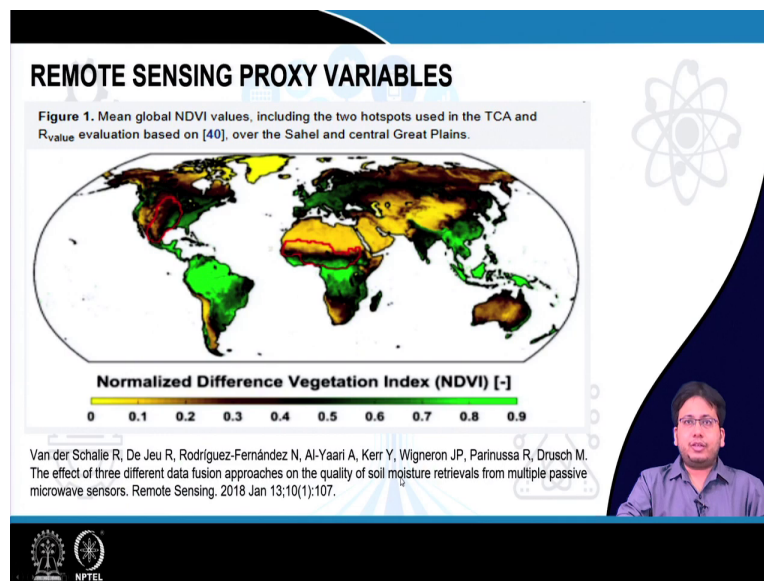 REMOTE SENSING PROXY VARIABLES
Figure 1. Mean global NDVI values, including the two hotspots used in the TCA and
Rvalue evaluation based on [40], over the Sahel and central Great Plains.
Normalized Difference Vegetation Index (NDVI) [-]
0 0.1 0.2 0.3 0.4 0.5 0.6 0.7 0.8 0.9
Van der Schalie R, De Jeu R, Rodríguez-Fernández N, Al-Yaari A, Kerr Y, Wigneron JP, Parinussa R, Drusch M.
The effect of three different data fusion approaches on the quality of soil moisture retrievals from multiple passive
microwave sensors. Remote Sensing. 2018 Jan 13;10(1):107.
NPTEL